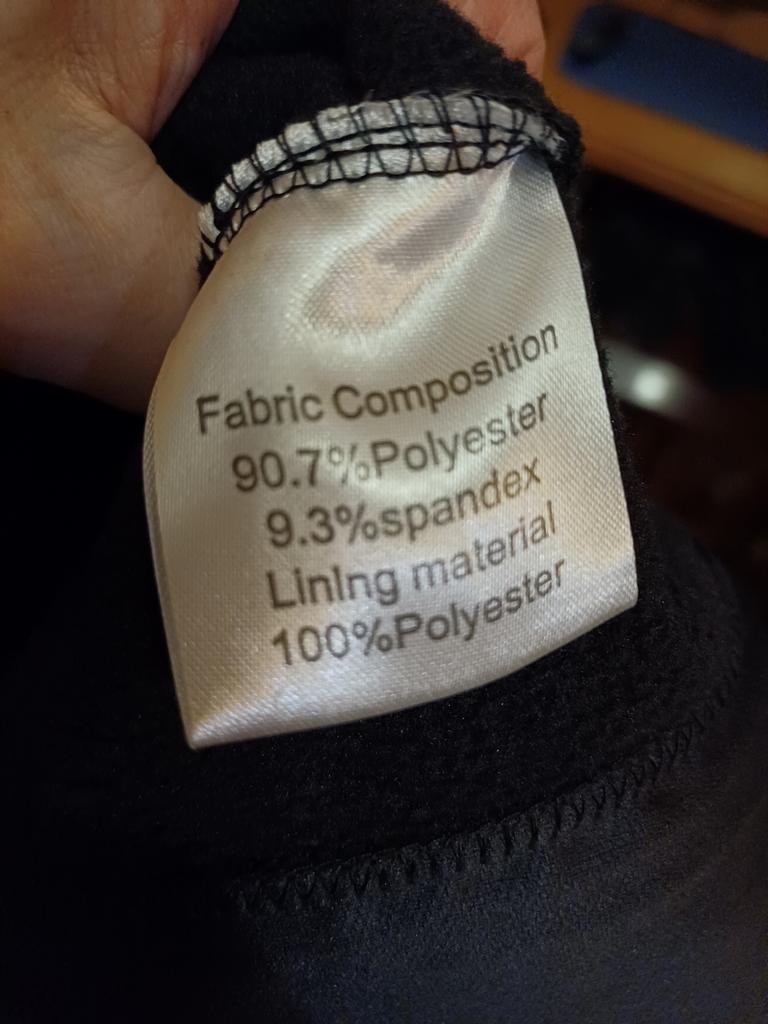 Fabric Composition
90.7%Polyester
9.3%spandex
Lining material
100%Polyester